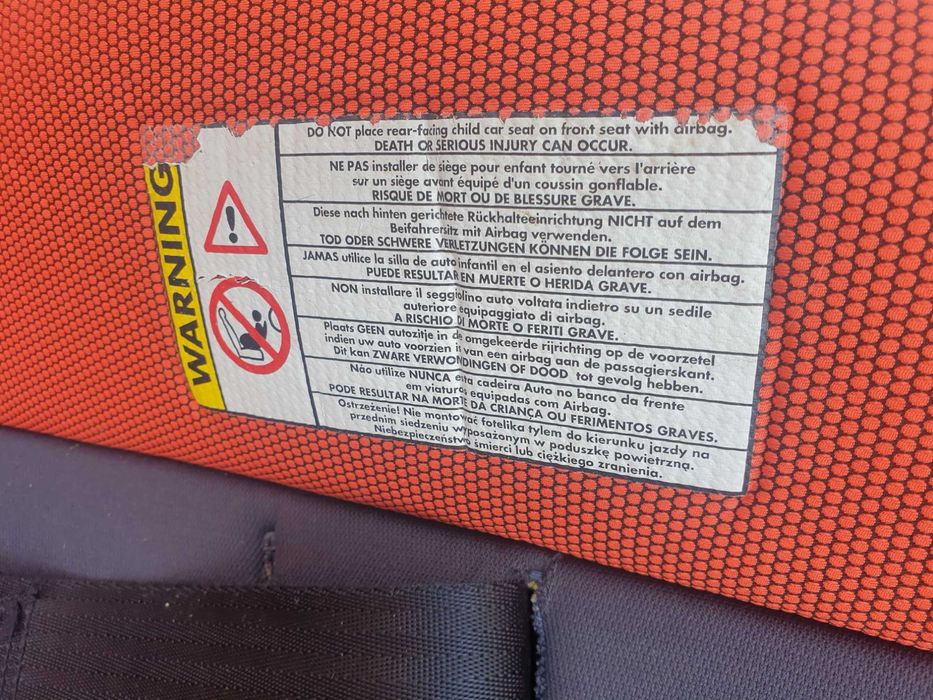 WARNING
DO NOT place rear-facing child car seat on front seat with airbag.
DEATH OR SERIOUS INJURY CAN OCCUR.
NE PAS installer de siège pour enfant tourné vers l'arrière
sur un siège avant équipé d'un coussin gonflable.
RISQUE DE MORT OU DE BLESSURE GRAVE.
Diese nach hinten gerichtete Rückhalteeinrichtung NICHT auf dem
Beifahrersitz mit Airbag verwenden.
TOD ODER SCHWERE VERLETZUNGEN KÖNNEN DIE FOLGE SEIN.
JAMAS utilice la silla de auto infantil en el asiento delantero con airbag.
PUEDE RESULTAR EN MUERTE O HERIDA GRAVE.
NON installare il seggiolino auto voltata indietro su un sedile
auteriore equipaggiato di airbag.
A RISCHIO DI MORTE O FERITI GRAVE.
Plaats GEEN autozitje in de omgekeerde rijrichting op de voorzetel
indien uw auto voorzien is van een airbag aan de passagierskant.
Dit kan ZWARE VERWONDINGEN OF DOOD tot gevolg hebben.
Não utilize NUNCA esta cadeira Auto no banco da frente
em viaturas equipadas com Airbag.
PODE RESULTAR NA MORTE DA CRIANÇA OU FERIMENTOS GRAVES.
Ostrzeżenie! Nie montować fotelika tylem do kierunku jazdy na
przednim siedzeniu wyposażonym w poduszkę powietrzną.
Niebezpieczeństwo śmierci lub ciężkiego zranienia.